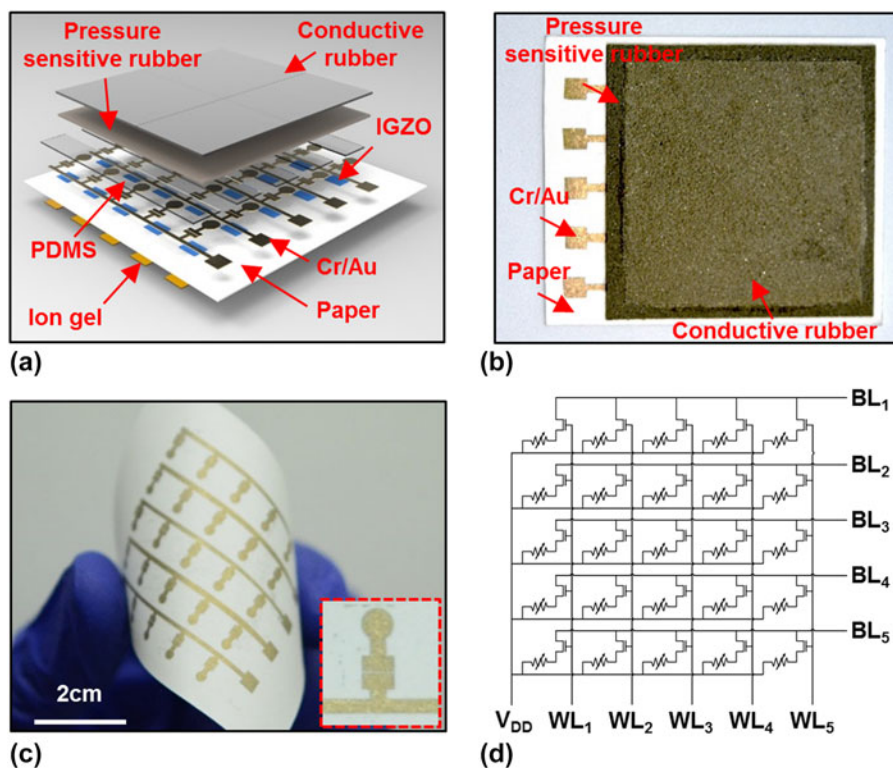 Pressure
sensitive rubber
Conductive
rubber
IGZO
PDMS
Cr/Au
Ion gel
Paper
(a)
Pressure
sensitive rubber
Cr/Au
Paper
Conductive rubber
(b)
2cm
(c)
BL1
BL2
BL3
BL4
BL5
VDD WL1 WL2 WL3 WL4 WL5
(d)